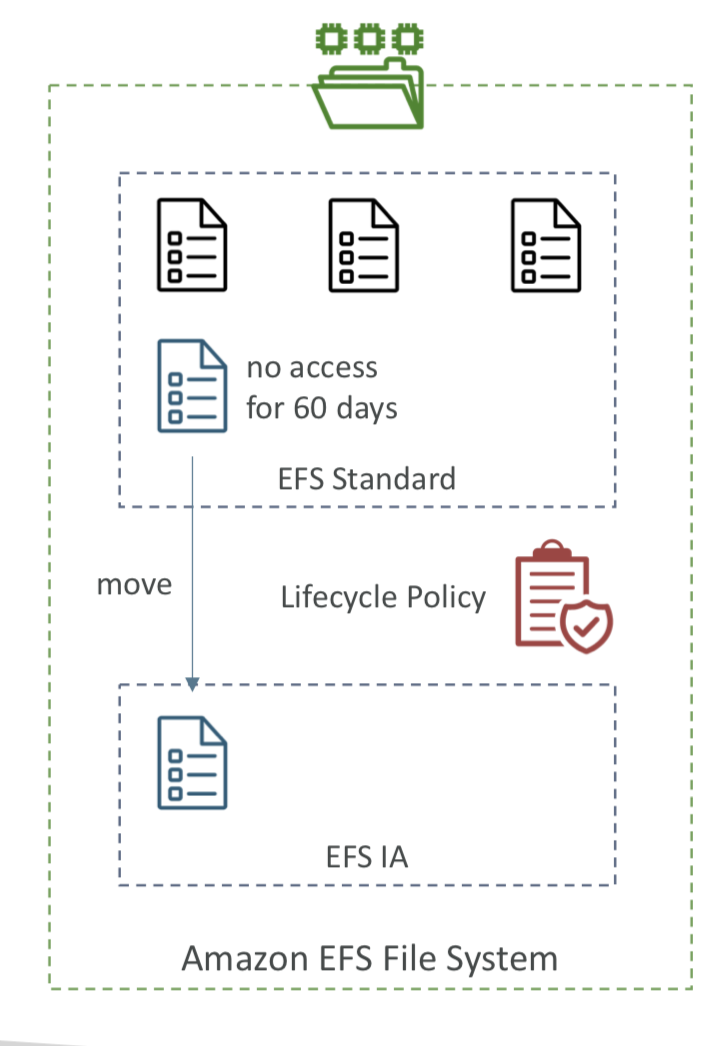 no access
for 60 days
EFS Standard
move
Lifecycle Policy
EFS IA
Amazon EFS File System